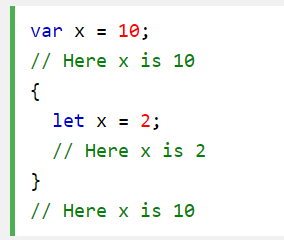 var x = 10;
// Here x is 10
{
  let x = 2;
  // Here x is 2
}
// Here x is 10